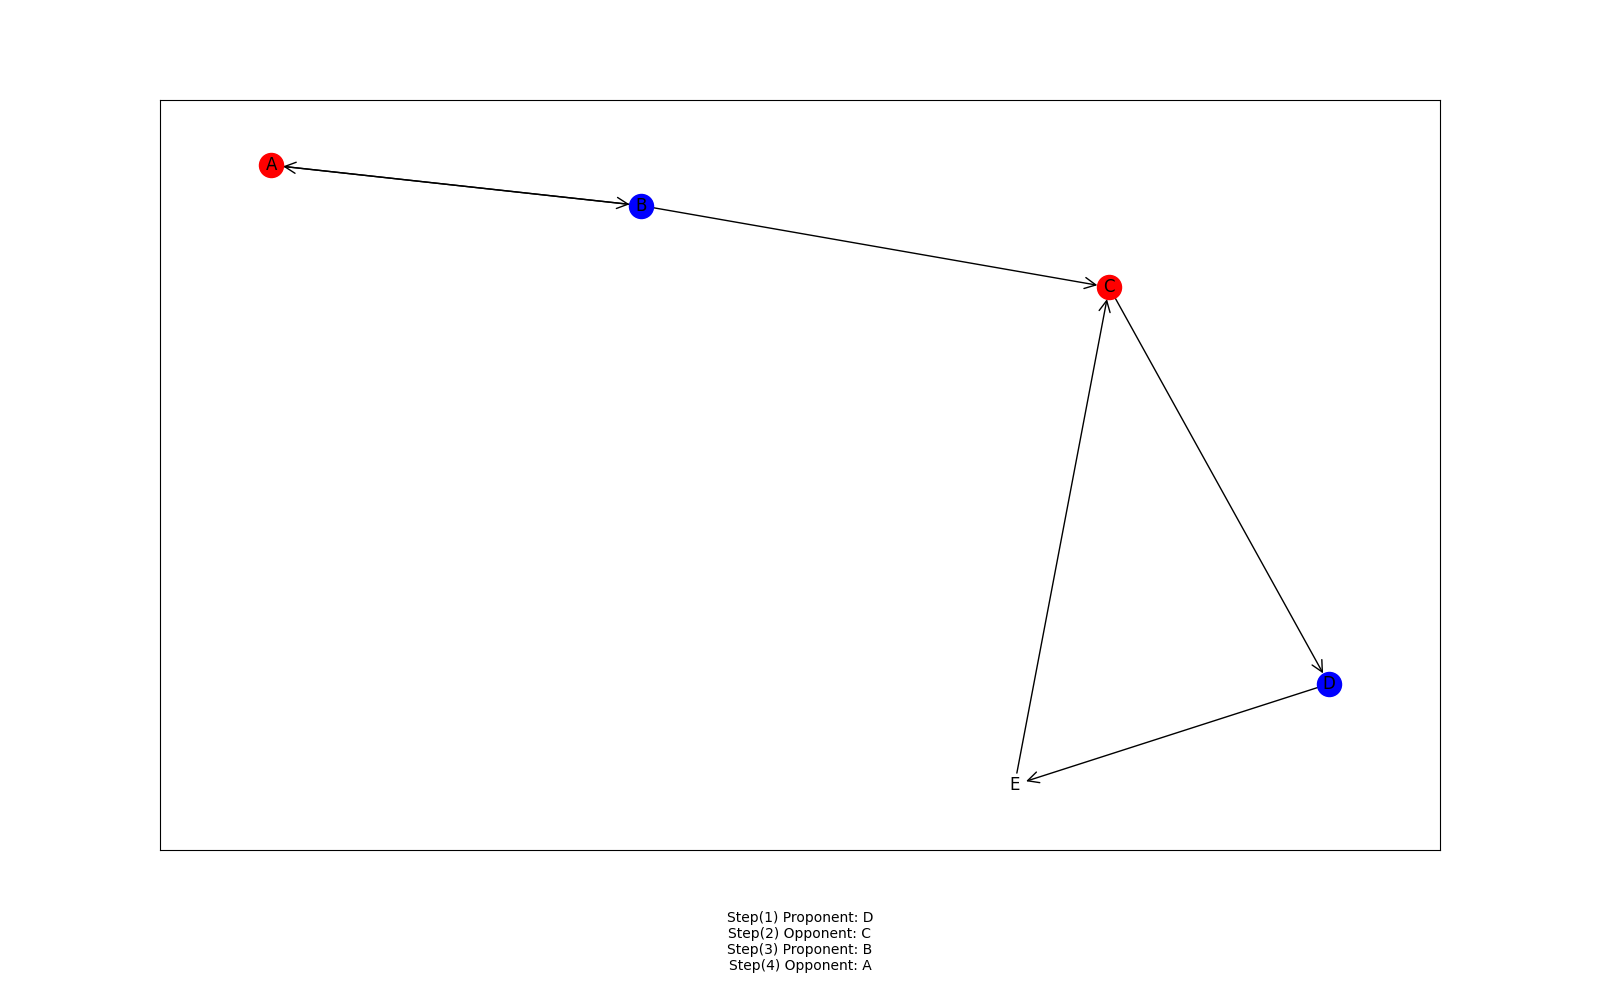 A
B
C
D
E
Step(1) Proponent: D
Step(2) Opponent: C
Step(3) Proponent: B
Step(4) Opponent: A